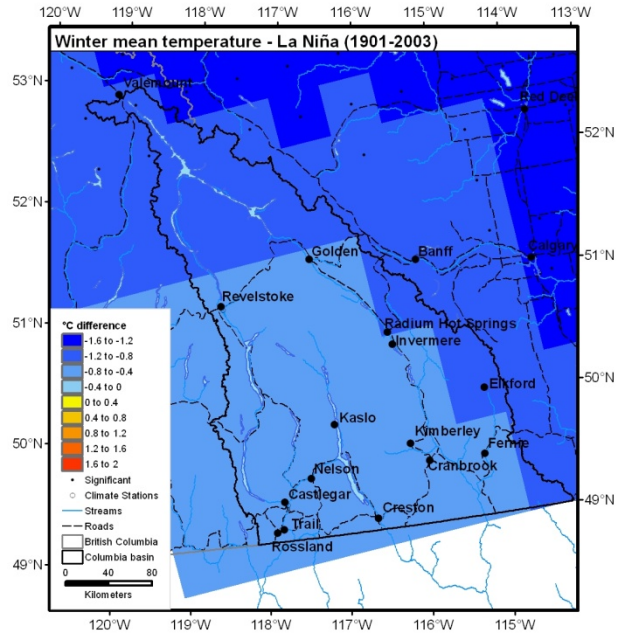 120°W 119°W 118°W 117°W 116°W 115°W 114°W 113°W
Winter mean temperature - La Niña (1901-2003)
53°N
Valemount
Red Dee
52°N
52°N
Golden
Banff
Calgary
51°N
Revelstoke
51°N
Radium Hot Springs
Invermere
°C difference
-1.6 to -1.2
-1.2 to -0.8
-0.8 to -0.4
-0.4 to 0
0 to 0.4
0.4 to 0.8
0.8 to 1.2
1.2 to 1.6
1.6 to 2
Significant
Climate Stations
Streams
Roads
British Columbia
Columbia basin
0 40 80
Kilometers
50°N
Elkford
Kaslo
Kimberley
Fernie
50°N
Cranbrook
Nelson
Castlegar
Creston
49°N
Trail
Rossland
49°N
120°W 119°W 118°W 117°W 116°W 115°W